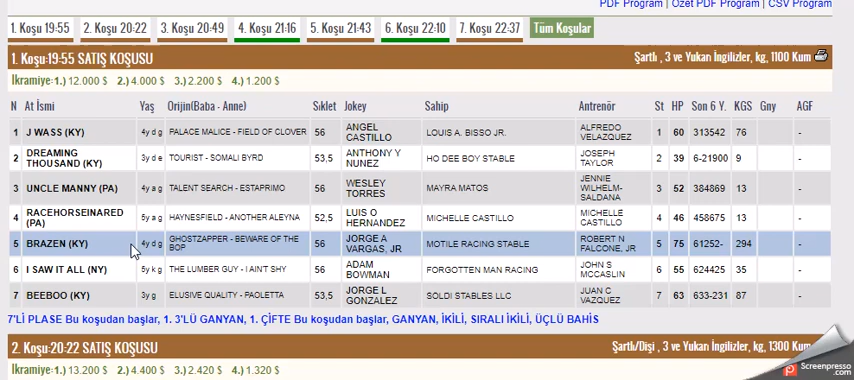 PDF Program | Özet PDF Program | CSV Program
1. Koşu 19:55 2. Koşu 20:22 3. Koşu 20:49 4. Koşu 21:16 5. Koşu 21:43 6. Koşu 22:10 7. Koşu 22:37 Tüm Koşular
1. Koşu:19:55 SATIŞ KOŞUSU Şartlı , 3 ve Yukarı İngilizler, kg, 1100 Kum
İkramiye:1.) 12.000 $ 2.) 4.000 $ 3.) 2.200 $ 4.) 1.200 $
N At İsmi Yaş Orijin(Baba - Anne) Sıklet Jokey Sahip Antrenör St HP Son 6 Y. KGS Gny AGF
1 J WASS (KY) 4y d g PALACE MALICE - FIELD OF CLOVER 56 ANGEL CASTILLO LOUIS A. BISSO JR. ALFREDO VELAZQUEZ 1 60 313542 76 -
2 DREAMING THOUSAND (KY) 3y d e TOURIST - SOMALI BYRD 53,5 ANTHONY Y NUNEZ HO DEE BOY STABLE JOSEPH TAYLOR 2 39 6-21900 9 -
3 UNCLE MANNY (PA) 4y a g TALENT SEARCH - ESTAPRIMO 56 WESLEY TORRES MAYRA MATOS JENNIE WILHELM-SALDANA 3 52 384869 13 -
4 RACEHORSEINARED (PA) 5y a g HAYNESFIELD - ANOTHER ALEYNA 52,5 LUIS O HERNANDEZ MICHELLE CASTILLO MICHELLE CASTILLO 4 46 458675 13 -
5 BRAZEN (KY) 4y d g GHOSTZAPPER - BEWARE OF THE BOP 56 JORGE A VARGAS, JR MOTILE RACING STABLE ROBERT N FALCONE, JR 5 75 61252- 294 -
6 I SAW IT ALL (NY) 5y k g THE LUMBER GUY - I AINT SHY 56 ADAM BOWMAN FORGOTTEN MAN RACING JOHN S MCCASLIN 6 55 624425 35 -
7 BEEBOO (KY) 3y g ELUSIVE QUALITY - PAOLETTA 53,5 JORGE L GONZALEZ SOLDI STABLES LLC JUAN C VAZQUEZ 7 63 633-231 87 -
7'Lİ PLASE Bu koşudan başlar, 1. 3'LÜ GANYAN, 1. ÇİFTE Bu koşudan başlar, GANYAN, İKİLİ, SIRALI İKİLİ, ÜÇLÜ BAHİS
2. Koşu:20:22 SATIŞ KOŞUSU Şartlı/Dişi , 3 ve Yukarı İngilizler, kg, 1300 Kum
İkramiye:1.) 13.200 $ 2.) 4.400 $ 3.) 2.420 $ 4.) 1.320 $
Screenpresso
.com